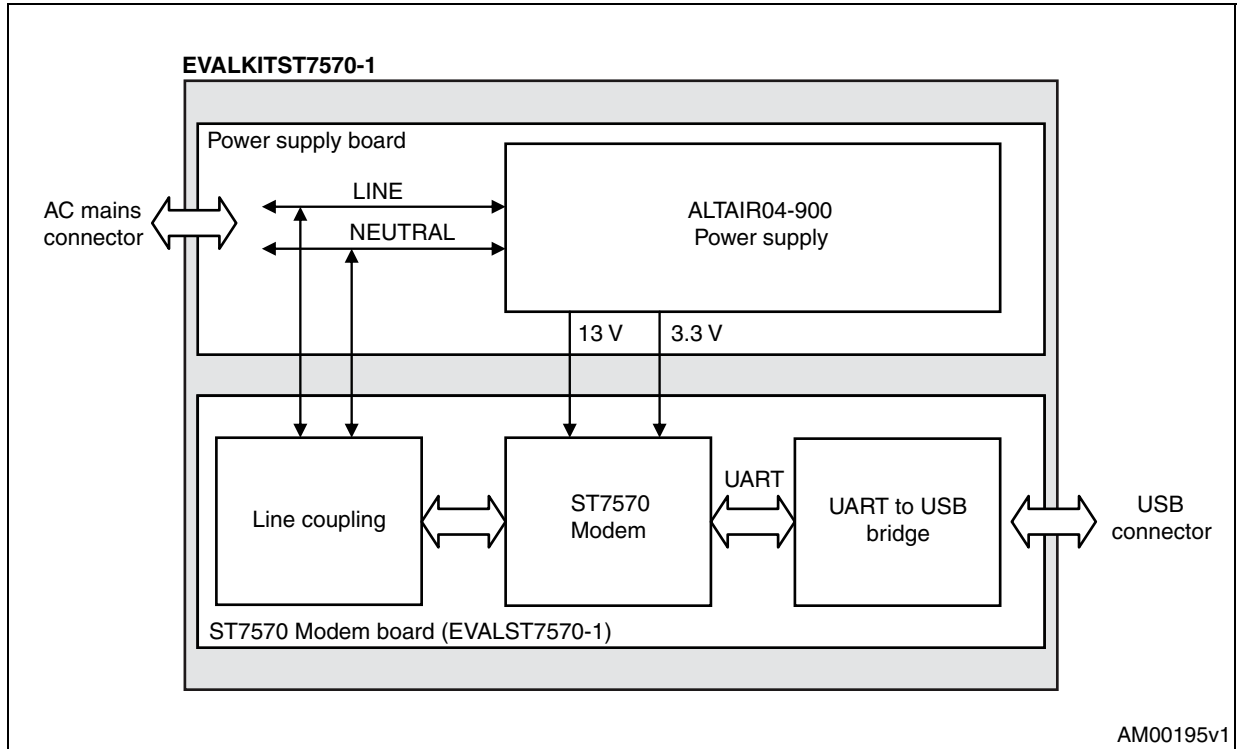 EVALKITST7570-1
Power supply board
AC mains
connector
LINE
NEUTRAL
ALTAIR04-900
Power supply
13 V
3.3 V
Line coupling
ST7570
Modem
UART
UART to USB
bridge
USB
connector
ST7570 Modem board (EVALST7570-1)
AM00195v1